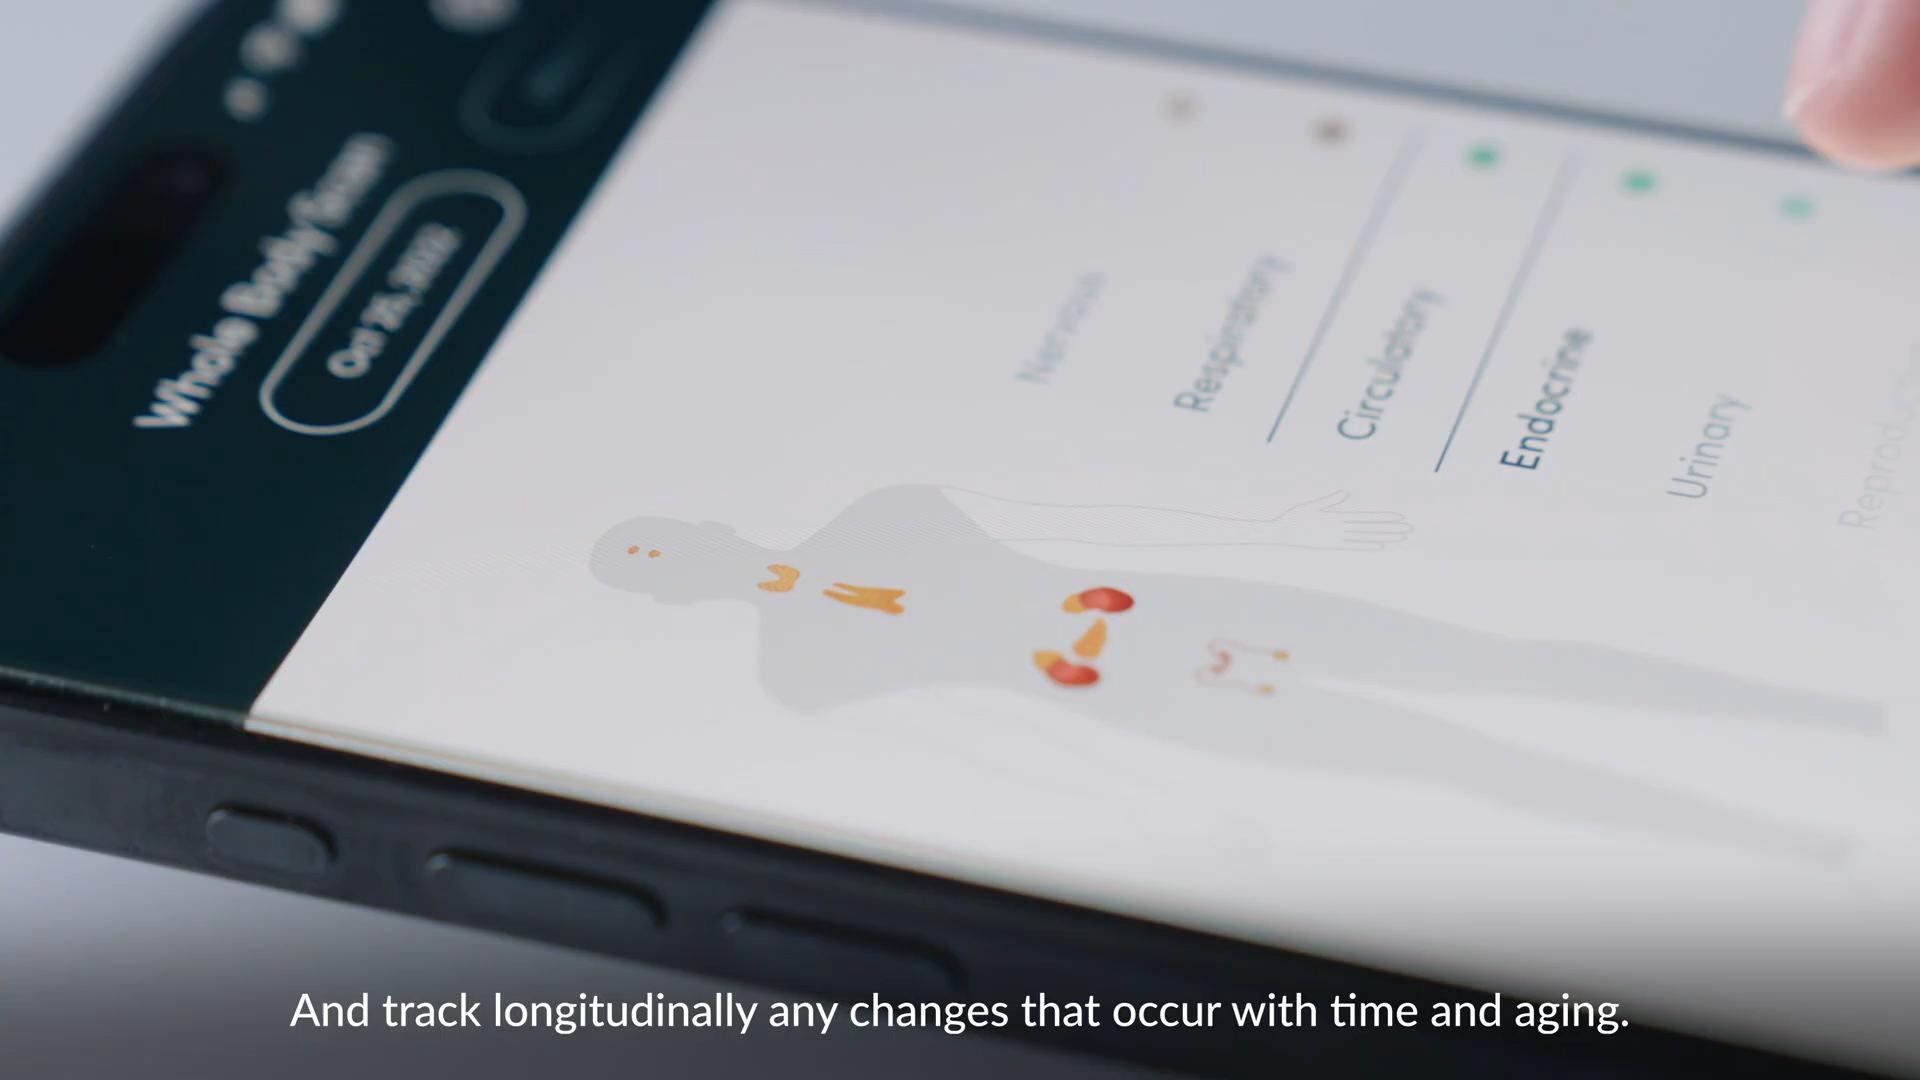 Whole Body Scan
Oct 25, 2022
Nervous
Respiratory
Circulatory
Endocrine
Urinary
And track longitudinally any changes that occur with time and aging.